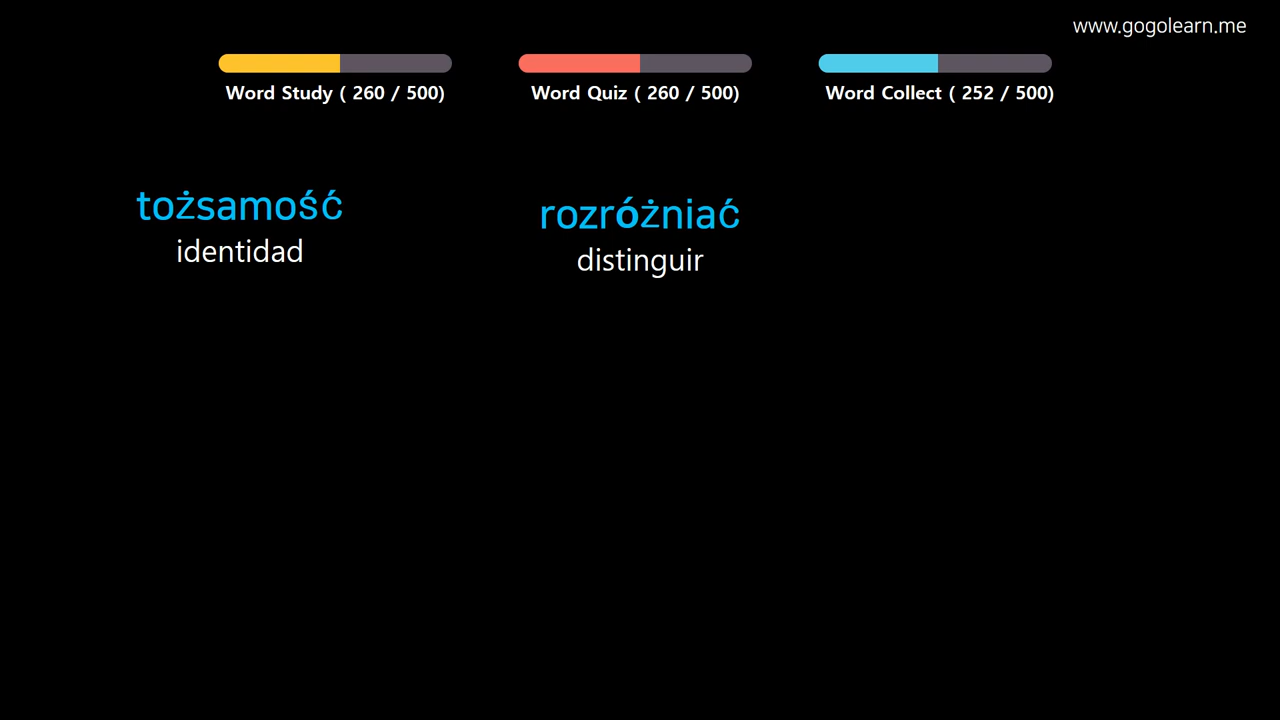 www.gogolearn.me
Word Study ( 260 / 500)
Word Quiz ( 260 / 500)
Word Collect ( 252 / 500)
tożsamość
identidad
rozróżniać
distinguir